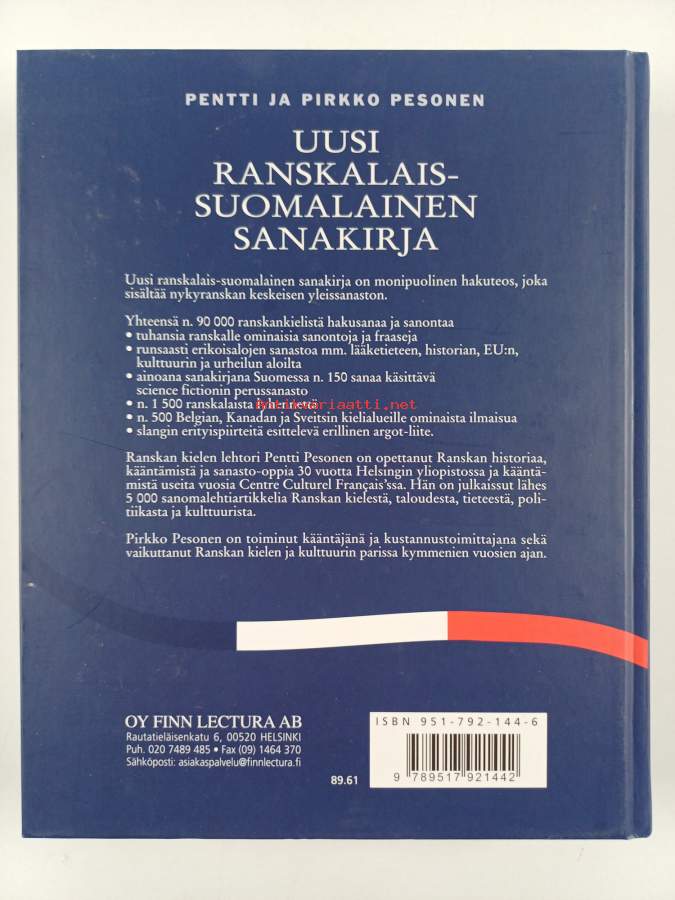 PENTTI JA PIRKKO PESONEN
UUSI
RANSKALAIS-
SUOMALAINEN
SANAKIRJA
Uusi ranskalais-suomalainen sanakirja on monipuolinen hakuteos, joka
sisältää nykyranskan keskeisen yleissanaston.
Yhteensä n. 90 000 ranskankielistä hakusanaa ja sanontaa
• tuhansia ranskalle ominaisia sanontoja ja fraaseja
• runsaasti erikoisalojen sanastoa mm. lääketieteen, historian, EU:n,
kulttuurin ja urheilun aloilta
• ainoana sanakirjana Suomessa n. 150 sanaa käsittävä
science fictionin perussanasto
• n. 1 500 ranskalaista
antikvariaatti.net
• n. 500 Belgian, Kanadan ja Sveitsin kielialueille ominaista ilmaisua
• slangin erityispiirteitä esittelevä erillinen argot-liite.
Ranskan kielen lehtori Pentti Pesonen on opettanut Ranskan historiaa,
kääntämistä ja sanasto-oppia 30 vuotta Helsingin yliopistossa ja kääntä-
mistä useita vuosia Centre Culturel Français'ssa. Hän on julkaissut lähes
5 000 sanomalehtiartikkelia Ranskan kielestä, taloudesta, tieteestä, poli-
tiikasta ja kulttuurista.
Pirkko Pesonen on toiminut kääntäjänä ja kustannustoimittajana sekä
vaikuttanut Ranskan kielen ja kulttuurin parissa kymmenien vuosien ajan.
OY FINN LECTURA AB
Rautatieläisenkatu 6, 00520 HELSINKI
Puh. 020 7489 485 • Fax (09) 1464 370
Sähköposti: asiakaspalvelu@finnlectura.fi
89.61
ISBN 951-792-144-6
9 789517 921442